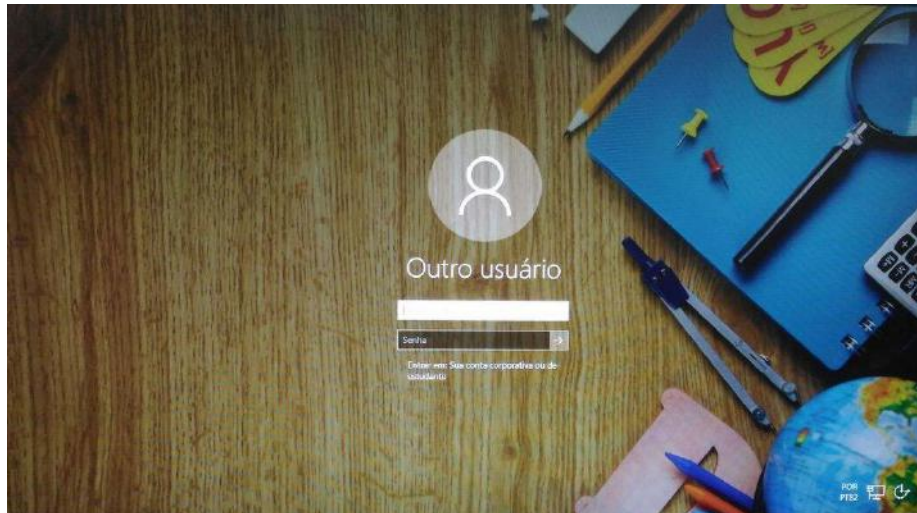 Outro usuário
Senha
Entrar em: Sua conta corporativa ou de
estudante
POR
PTB2